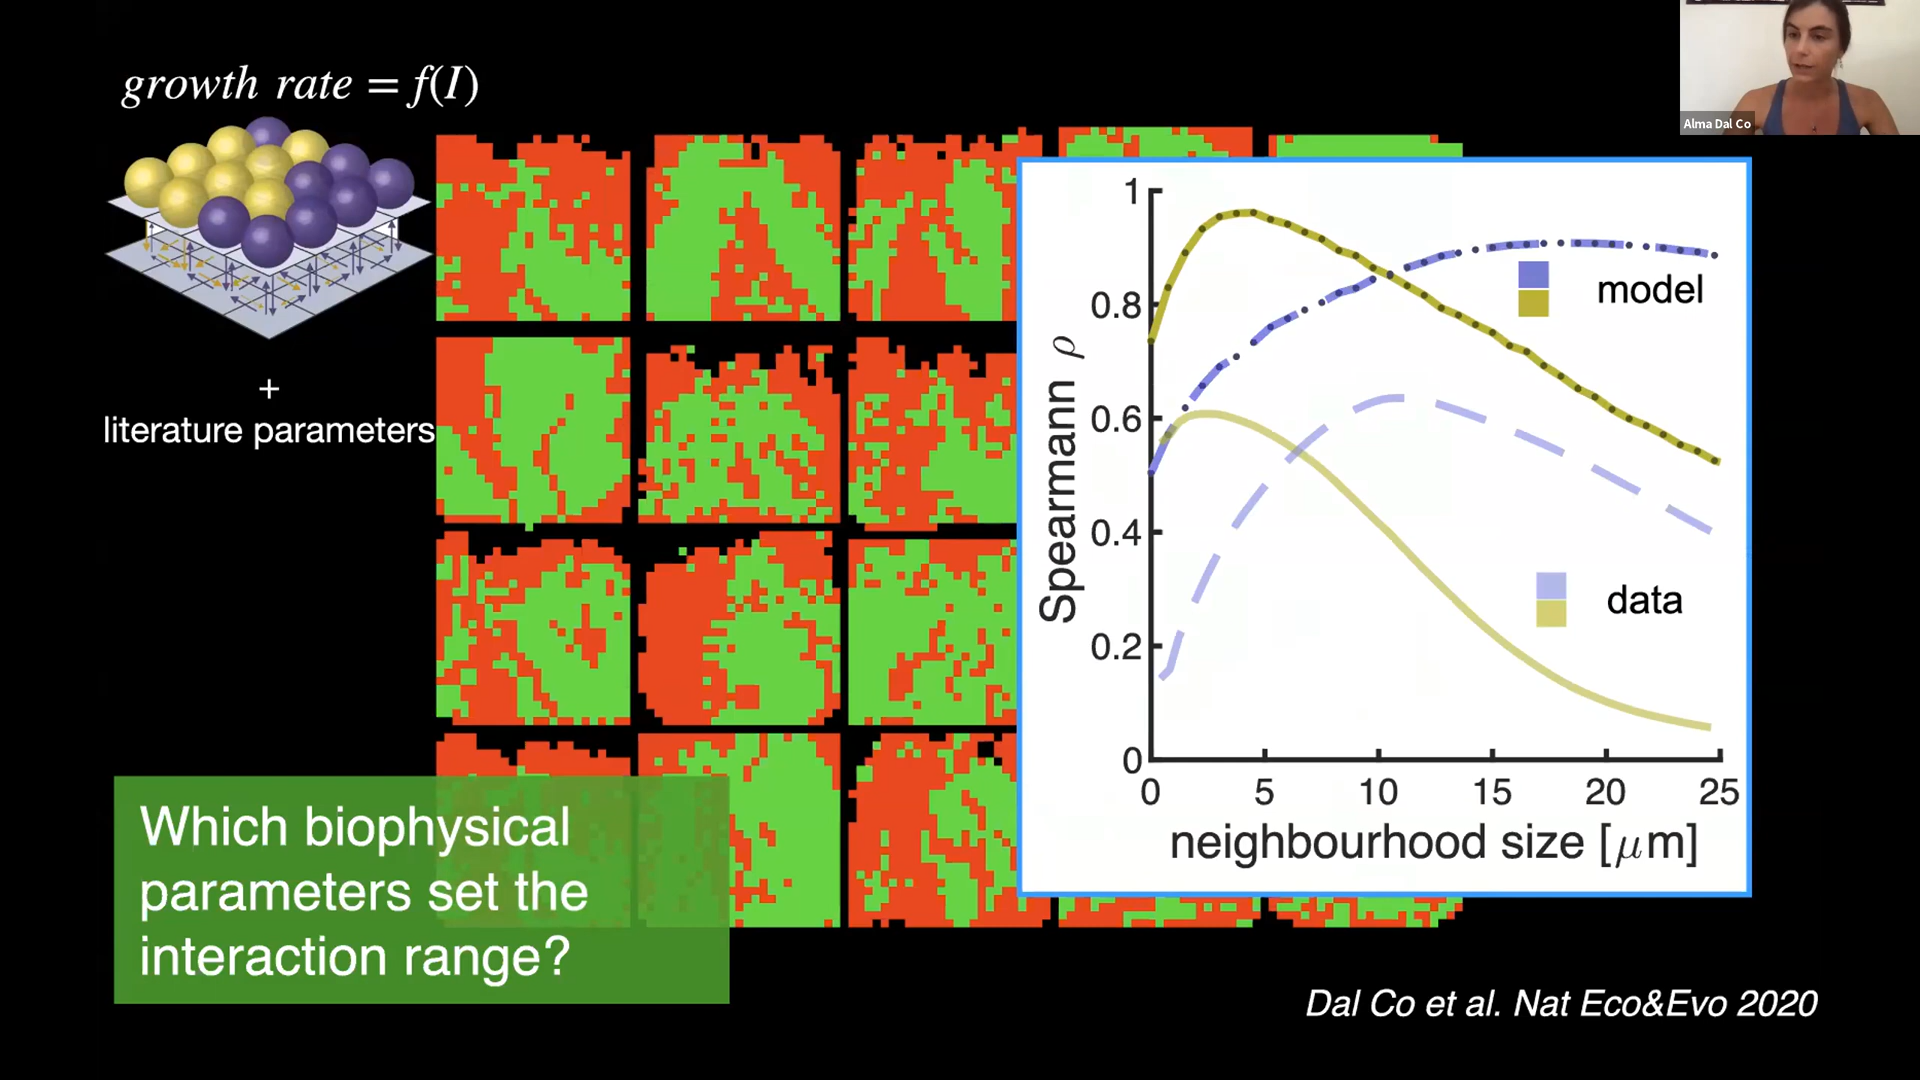 growth rate = f(I)
+
literature parameters
Which biophysical
parameters set the
interaction range?
Spearmann ρ
1
0.8
0.6
0.4
0.2
0
0 5 10 15 20 25
neighbourhood size [μm]
model
data
Dal Co et al. Nat Eco&Evo 2020
Alma Dal Co